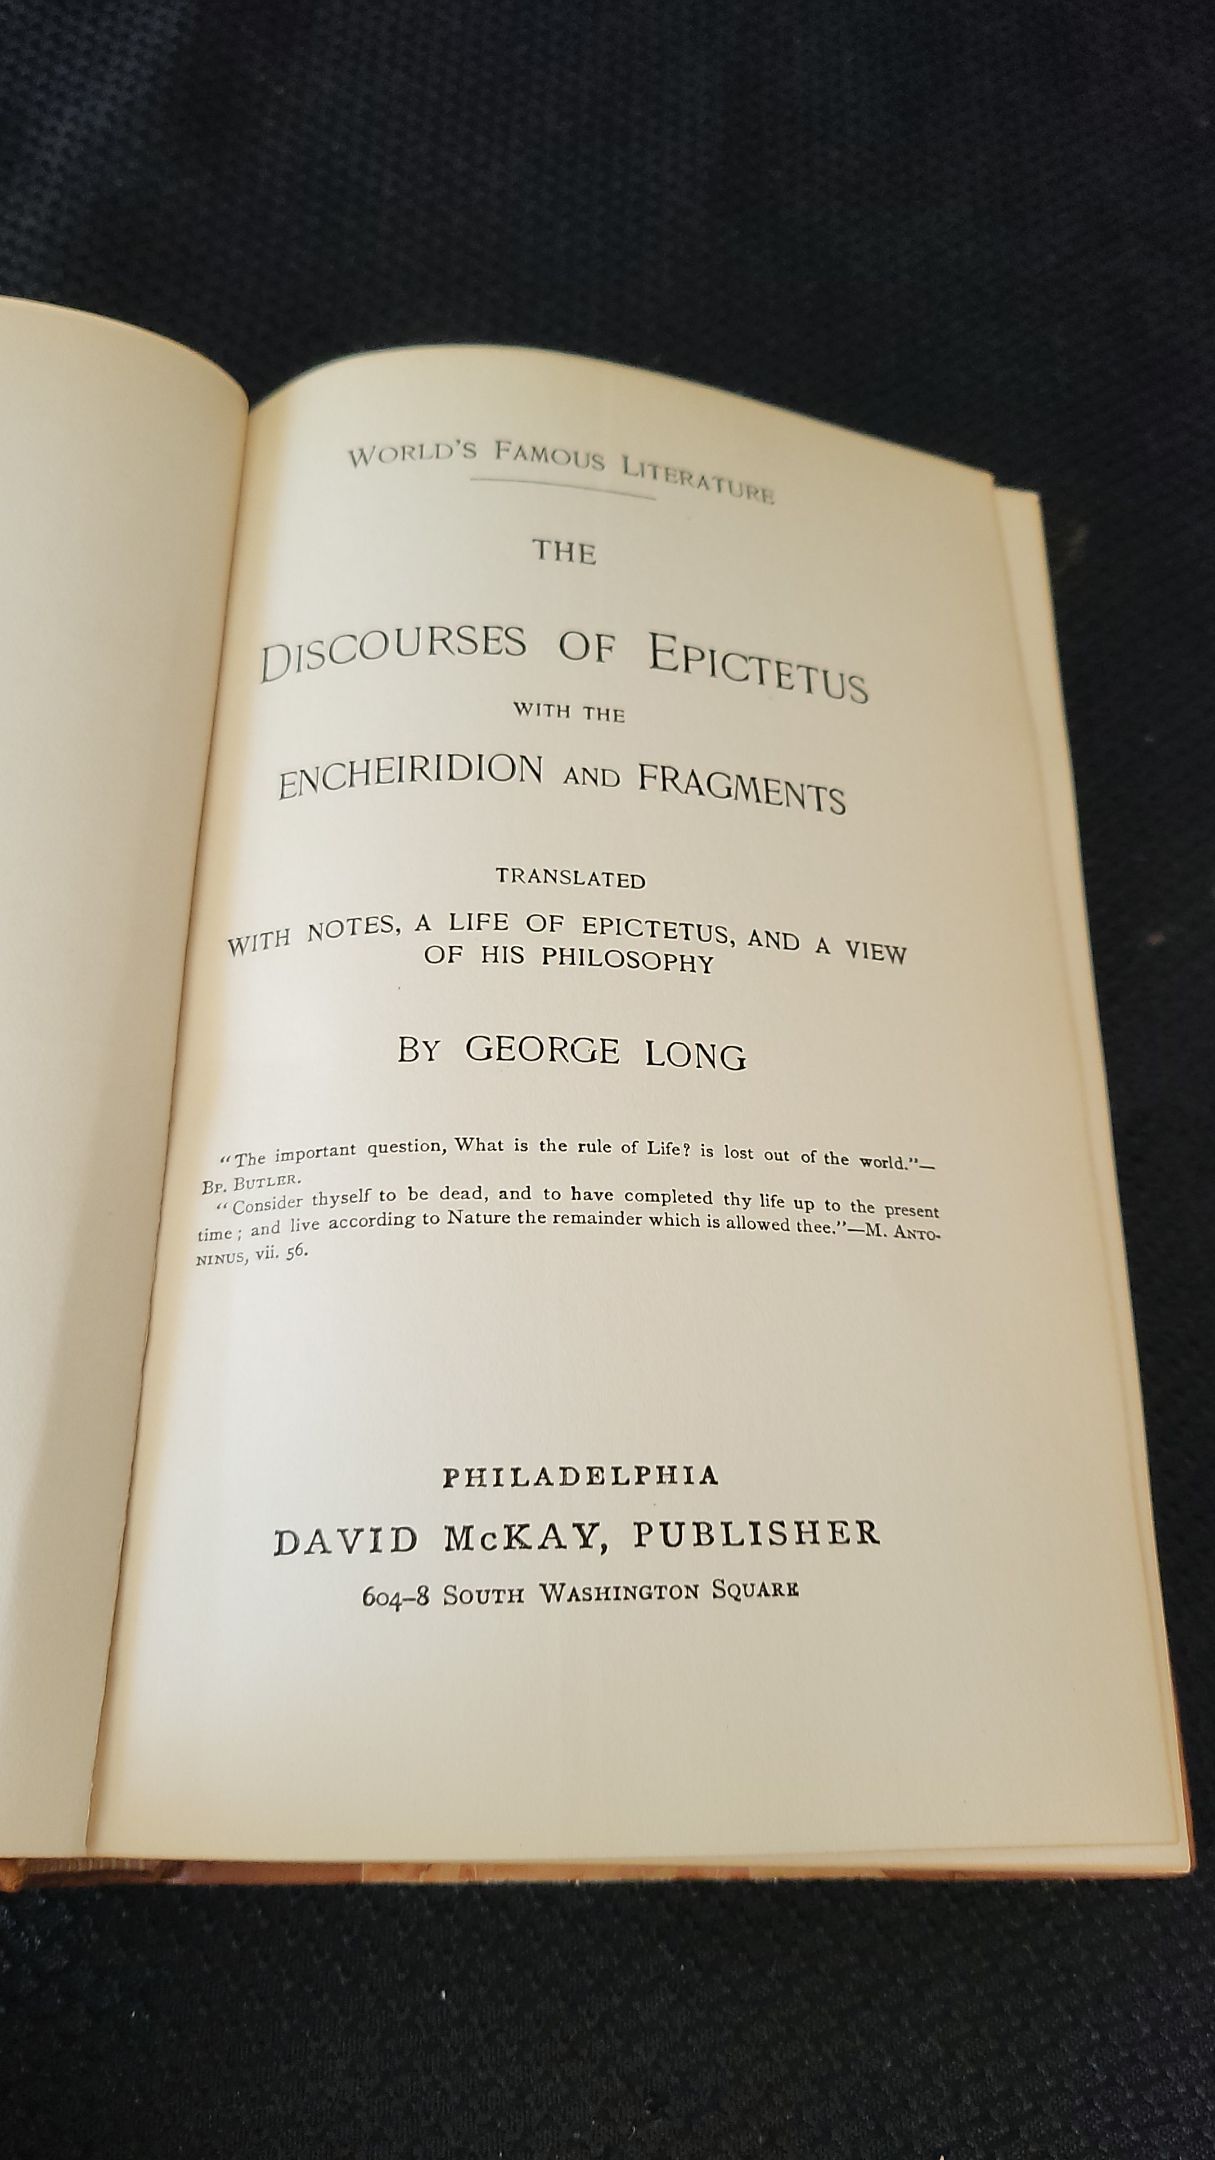 WORLD'S FAMOUS LITERATURE
THE
DISCOURSES OF EPICTETUS
WITH THE
ENCHEIRIDION AND FRAGMENTS
TRANSLATED
WITH NOTES, A LIFE OF EPICTETUS, AND A VIEW
OF HIS PHILOSOPHY
BY GEORGE LONG
“The important question, What is the rule of Life? is lost out of the world.”—
BP. BUTLER.
“Consider thyself to be dead, and to have completed thy life up to the present
time; and live according to Nature the remainder which is allowed thee.”—M. ANTO-
NINUS, vii. 56.
PHILADELPHIA
DAVID McKAY, PUBLISHER
604–8 SOUTH WASHINGTON SQUARE